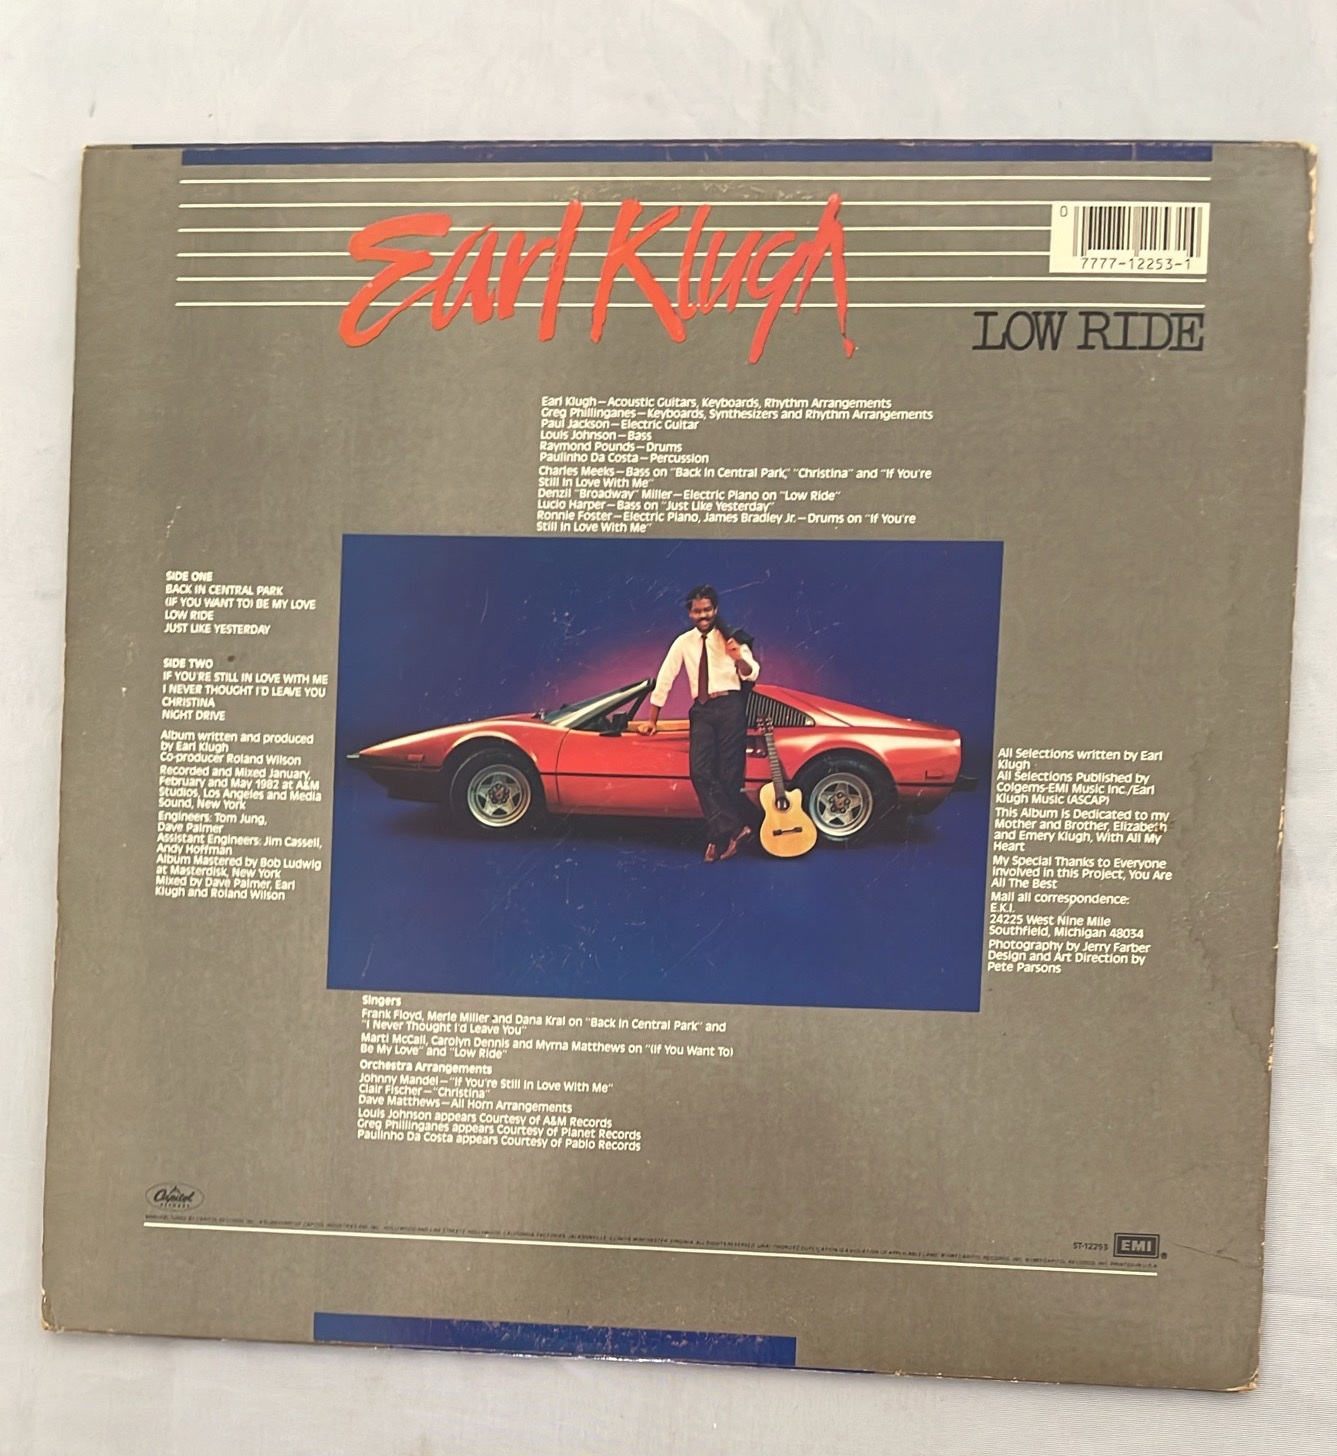 Earl Klugh
0
7777-12253-1
LOW RIDE
Earl Klugh—Acoustic Guitars, Keyboards, Rhythm Arrangements
Greg Phillinganes—Keyboards, Synthesizers and Rhythm Arrangements
Paul Jackson—Electric Guitar
Louis Johnson—Bass
Raymond Pounds—Drums
Paulinho Da Costa—Percussion
Charles Meeks—Bass on "Back In Central Park," "Christina" and "If You're
Still In Love With Me"
Denzil "Broadway" Miller—Electric Piano on "Low Ride"
Lucio Harper—Bass on "Just Like Yesterday"
Ronnie Foster—Electric Piano, James Bradley Jr.—Drums on "If You're
Still In Love With Me"
SIDE ONE
BACK IN CENTRAL PARK
(IF YOU WANT TO) BE MY LOVE
LOW RIDE
JUST LIKE YESTERDAY
SIDE TWO
IF YOU'RE STILL IN LOVE WITH ME
I NEVER THOUGHT I'D LEAVE YOU
CHRISTINA
NIGHT DRIVE
Album written and produced
by Earl Klugh
Co-producer Roland Wilson
Recorded and Mixed January,
February and May 1982 at A&M
Studios, Los Angeles and Media
Sound, New York
Engineers: Tom Jung,
Dave Palmer
Assistant Engineers: Jim Cassell,
Andy Hoffman
Album Mastered by Bob Ludwig
at Masterdisk, New York
Mixed by Dave Palmer, Earl
Klugh and Roland Wilson
All Selections written by Earl
Klugh
All Selections Published by
Colgems-EMI Music Inc./Earl
Klugh Music (ASCAP)
This Album is Dedicated to my
Mother and Brother, Elizabeth
and Emery Klugh, With All My
Heart
My Special Thanks to Everyone
Involved in this Project, You Are
All The Best
Mail all correspondence:
E.K.I.
24225 West Nine Mile
Southfield, Michigan 48034
Photography by Jerry Farber
Design and Art Direction by
Pete Parsons
Singers
Frank Floyd, Merle Miller and Dana Kral on "Back In Central Park" and
"I Never Thought I'd Leave You"
Marti McCall, Carolyn Dennis and Myrna Matthews on "(If You Want To)
Be My Love" and "Low Ride"
Orchestra Arrangements
Johnny Mandel—"If You're Still In Love With Me"
Clair Fischer—"Christina"
Dave Matthews—All Horn Arrangements
Louis Johnson appears Courtesy of A&M Records
Greg Phillinganes appears Courtesy of Planet Records
Paulinho Da Costa appears Courtesy of Pablo Records
Capitol
RECORDS
ST-12253
EMI